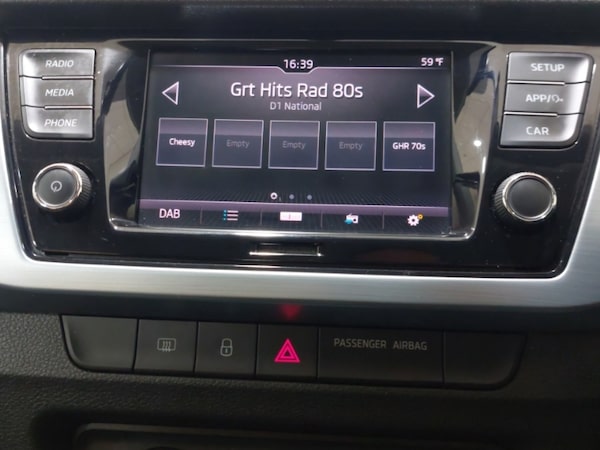 RADIO
MEDIA
PHONE
16:39
59 °F
Grt Hits Rad 80s
D1 National
Cheesy
Empty
Empty
Empty
GHR 70s
DAB
SETUP
APP/
CAR
PASSENGER AIRBAG